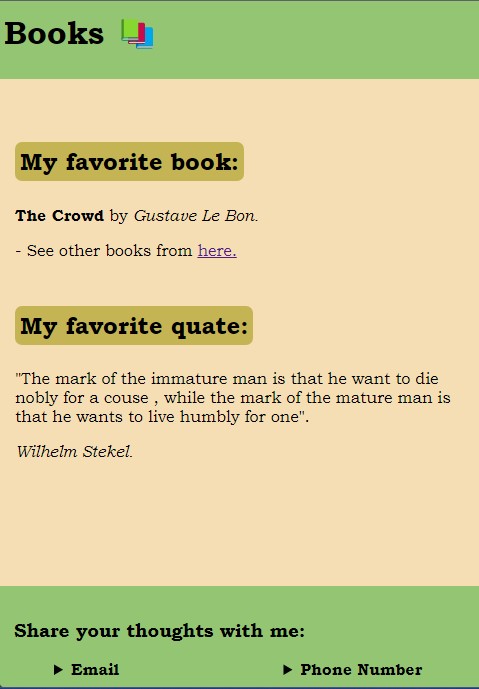 Books
My favorite book:
The Crowd by Gustave Le Bon.
- See other books from here.
My favorite quate:
"The mark of the immature man is that he want to die
nobly for a couse , while the mark of the mature man is
that he wants to live humbly for one".
Wilhelm Stekel.
Share your thoughts with me:
Email
Phone Number